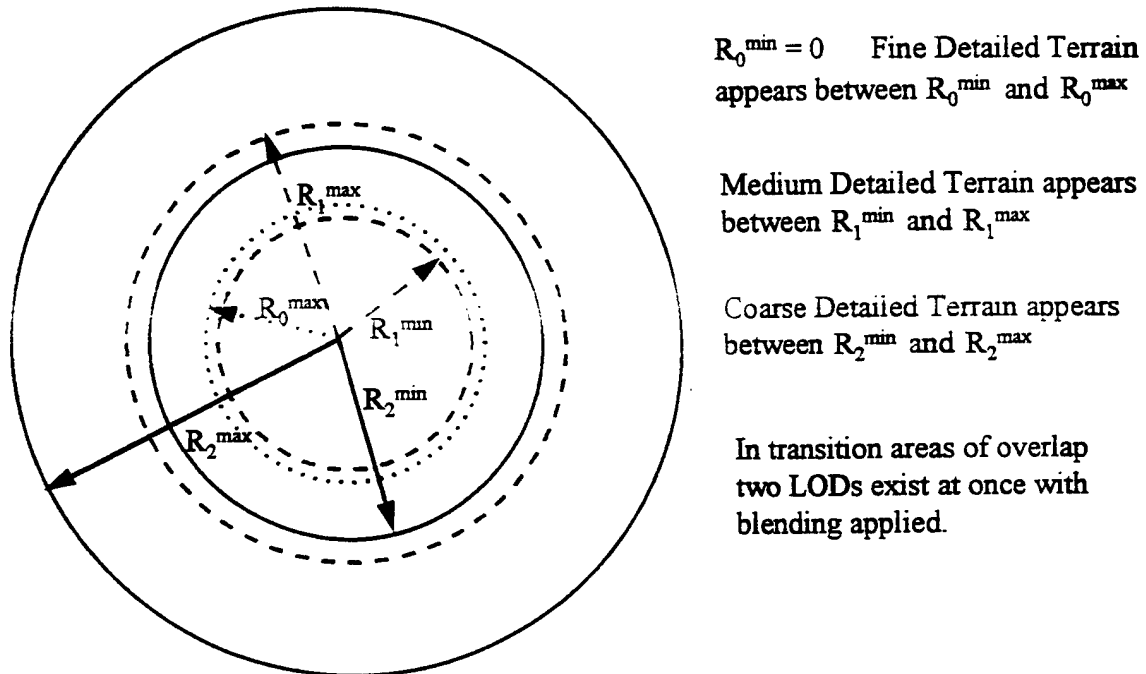 R₀ᵐⁱⁿ = 0 Fine Detailed Terrain
appears between R₀ᵐⁱⁿ and R₀ᵐᵃˣ
Medium Detailed Terrain appears
between R₁ᵐⁱⁿ and R₁ᵐᵃˣ
Coarse Detailed Terrain appears
between R₂ᵐⁱⁿ and R₂ᵐᵃˣ
In transition areas of overlap
two LODs exist at once with
blending applied.
R₁ᵐᵃˣ
R₀ᵐᵃˣ
R₁ᵐⁱⁿ
R₂ᵐⁱⁿ
R₂ᵐᵃˣ